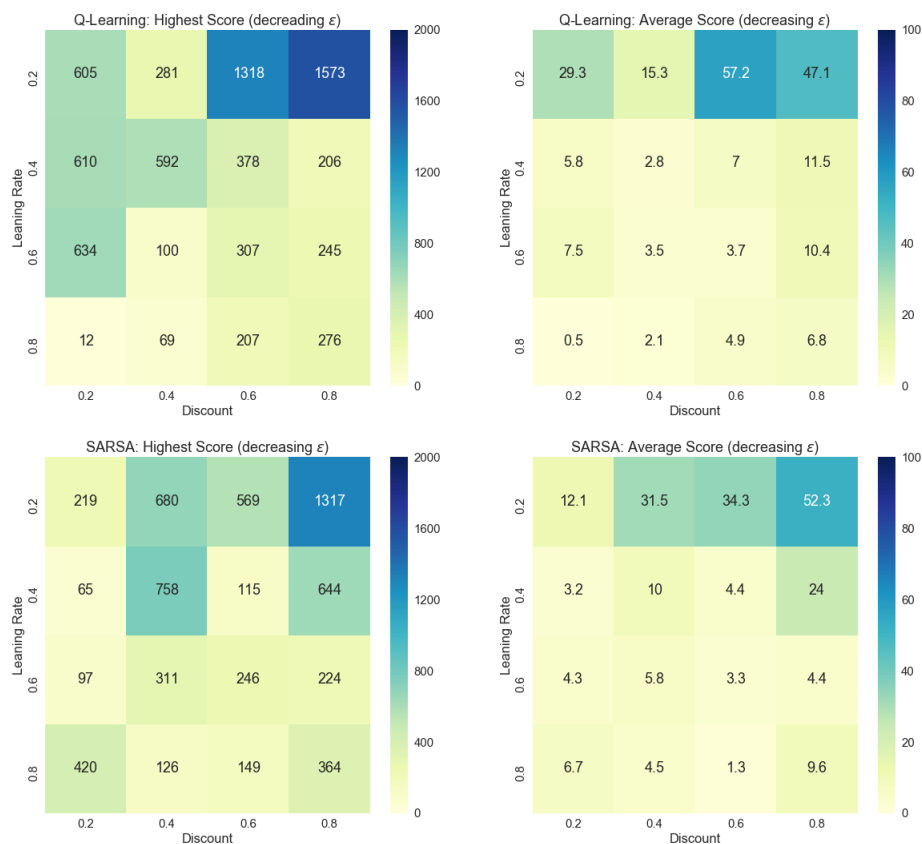 Q-Learning: Highest Score (decreading ε)
2000
1600
1200
800
400
0
Leaning Rate
0.2
605 281 1318 1573
0.4
610 592 378 206
0.6
634 100 307 245
0.8
12 69 207 276
0.2 0.4 0.6 0.8
Discount
Q-Learning: Average Score (decreasing ε)
100
80
60
40
20
0
Leaning Rate
0.2
29.3 15.3 57.2 47.1
0.4
5.8 2.8 7 11.5
0.6
7.5 3.5 3.7 10.4
0.8
0.5 2.1 4.9 6.8
0.2 0.4 0.6 0.8
Discount
SARSA: Highest Score (decreasing ε)
2000
1600
1200
800
400
0
Leaning Rate
0.2
219 680 569 1317
0.4
65 758 115 644
0.6
97 311 246 224
0.8
420 126 149 364
0.2 0.4 0.6 0.8
Discount
SARSA: Average Score (decreasing ε)
100
80
60
40
20
0
Leaning Rate
0.2
12.1 31.5 34.3 52.3
0.4
3.2 10 4.4 24
0.6
4.3 5.8 3.3 4.4
0.8
6.7 4.5 1.3 9.6
0.2 0.4 0.6 0.8
Discount